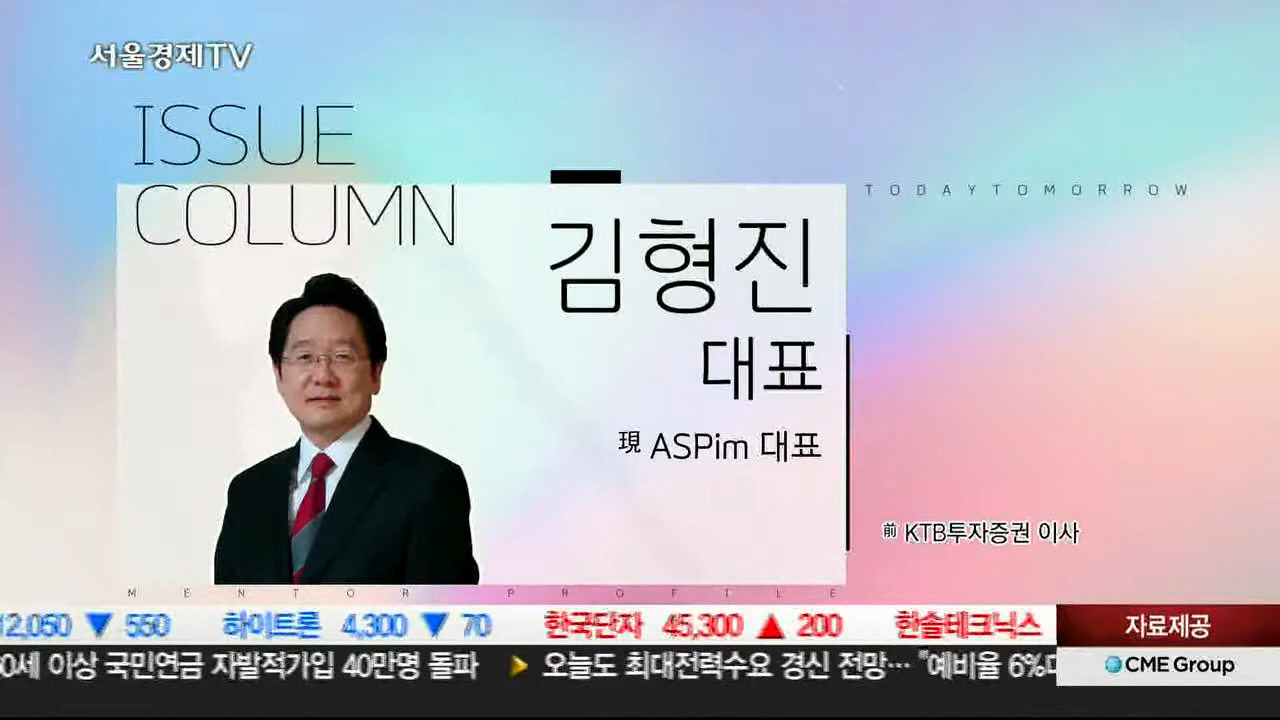 서울경제TV
ISSUE
COLUMN
TODAYTOMORROW
김형진
대표
現 ASPim 대표
前 KTB투자증권 이사
MENTOR PROFILE
12,050 ▼ 550 하이트론 4,300 ▼ 70 한국단자 45,300 ▲ 200 한솔테크닉스
자료제공
60세 이상 국민연금 자발적가입 40만명 돌파 ▶ 오늘도 최대전력수요 경신 전망… "예비율 6%대
CME Group